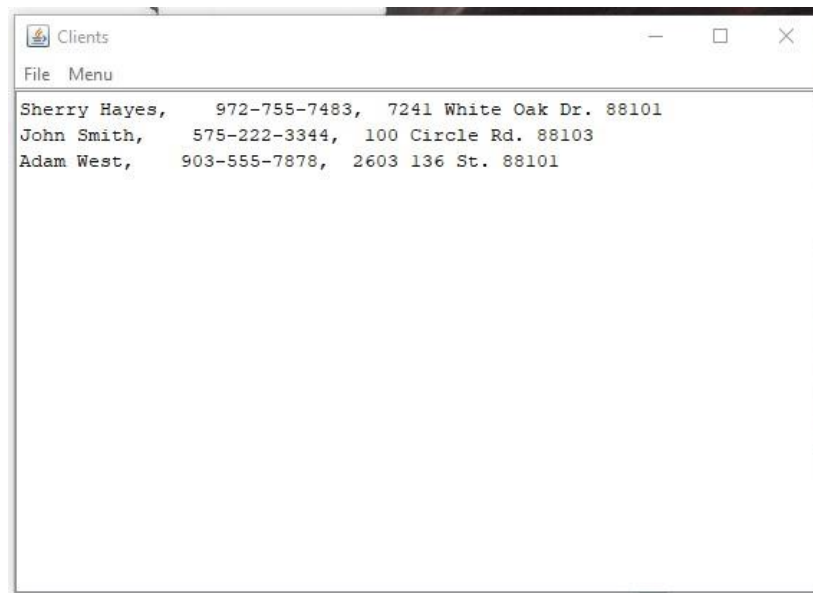 Clients
File Menu
Sherry Hayes, 972-755-7483, 7241 White Oak Dr. 88101
John Smith, 575-222-3344, 100 Circle Rd. 88103
Adam West, 903-555-7878, 2603 136 St. 88101